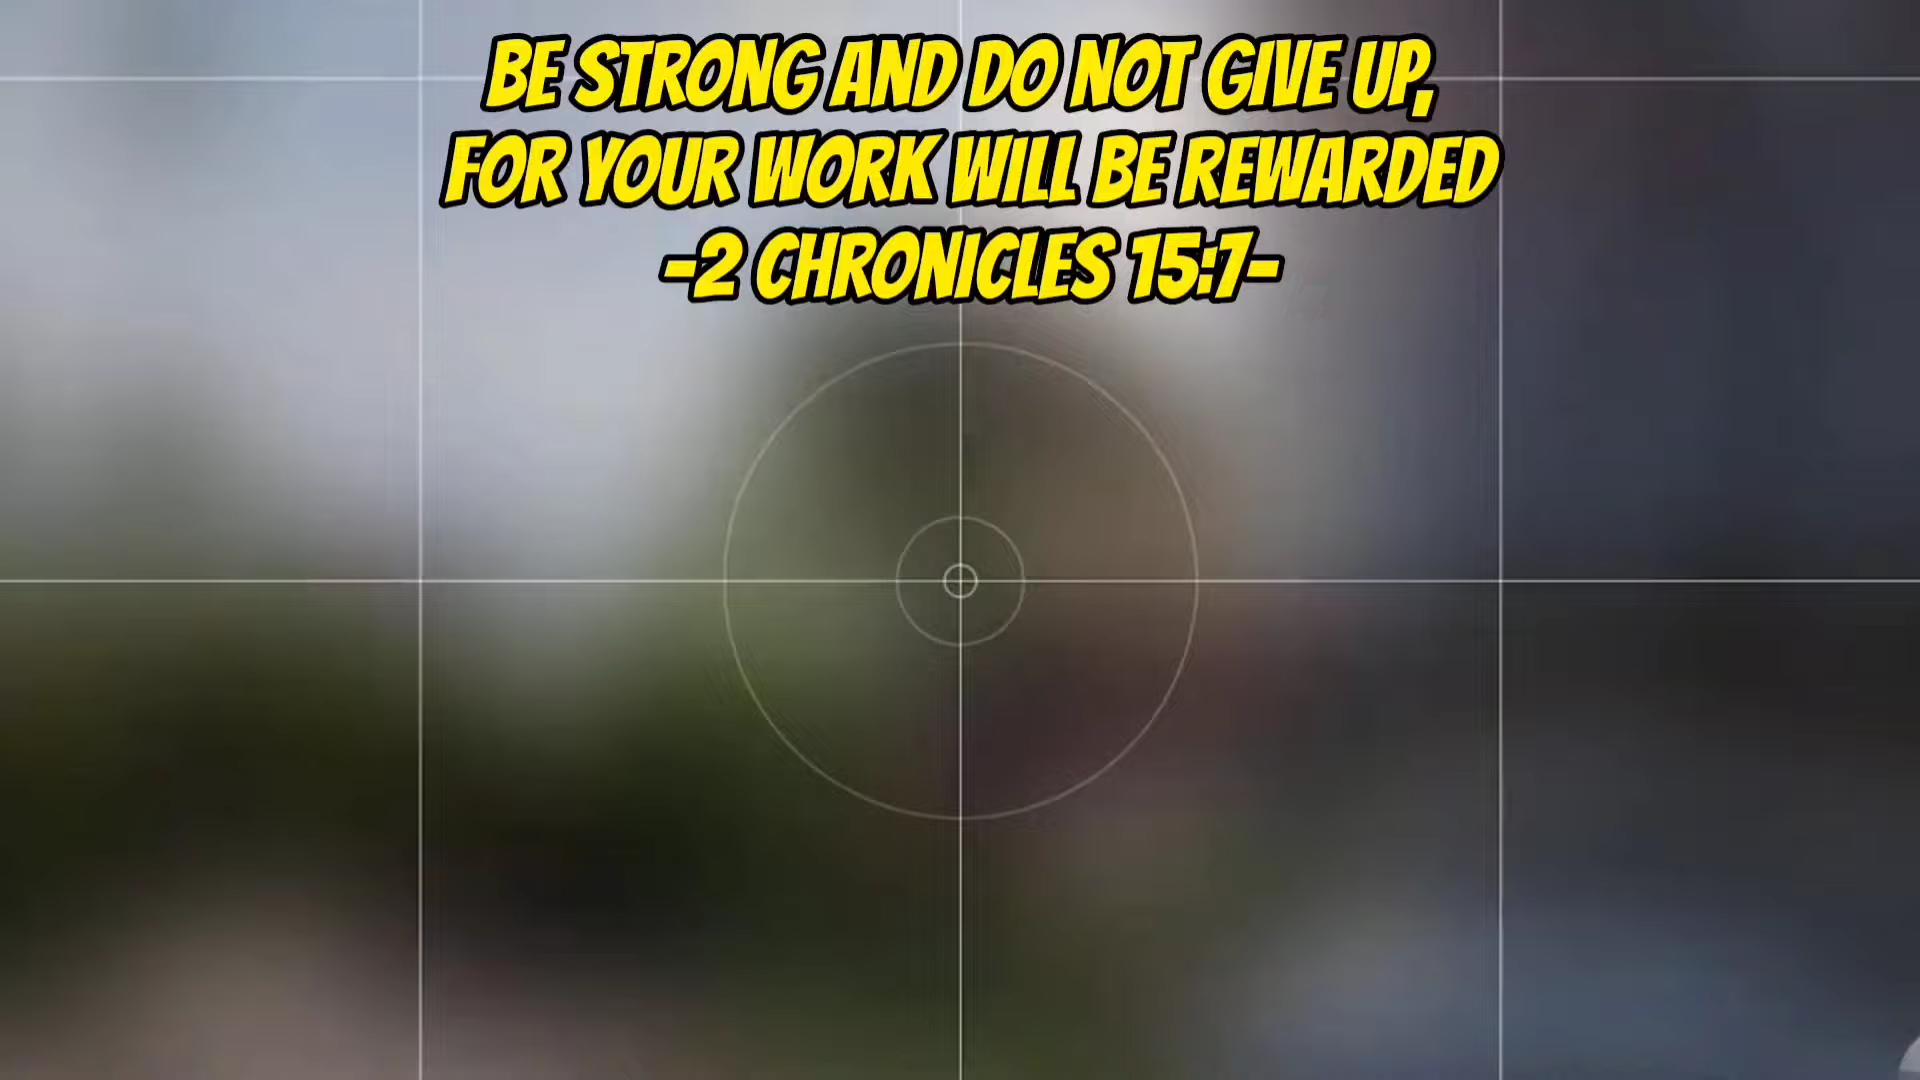 BE STRONG AND DO NOT GIVE UP,
FOR YOUR WORK WILL BE REWARDED
-2 CHRONICLES 15:7-